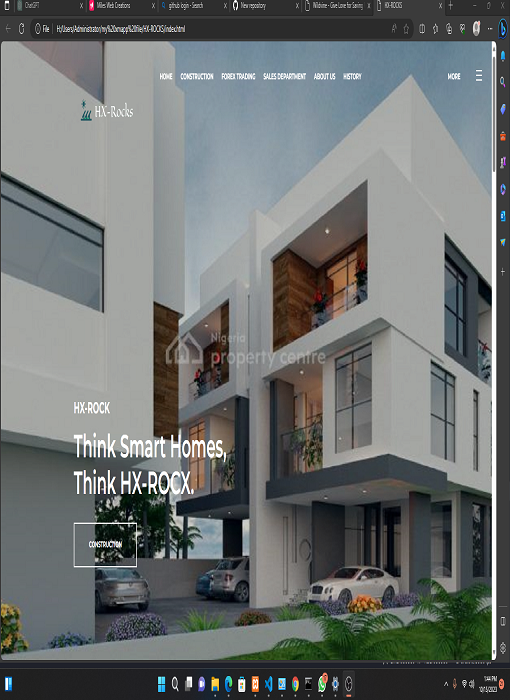 ChatGPT
Miles Web Creations
github login - Search
New repository
Wildvine - Give Love for Saving
HX-ROCKS
File | H:/Users/Administrator/my%20xmapp%20file/HX-ROCKS/index.html
HOME CONSTRUCTION FOREX TRADING SALES DEPARTMENT ABOUT US HISTORY MORE
HX-Rocks
Nigeria
property centre
HX-ROCK
Think Smart Homes,
Think HX-ROCX.
CONSTRUCTION
1:44 PM
10/13/2023